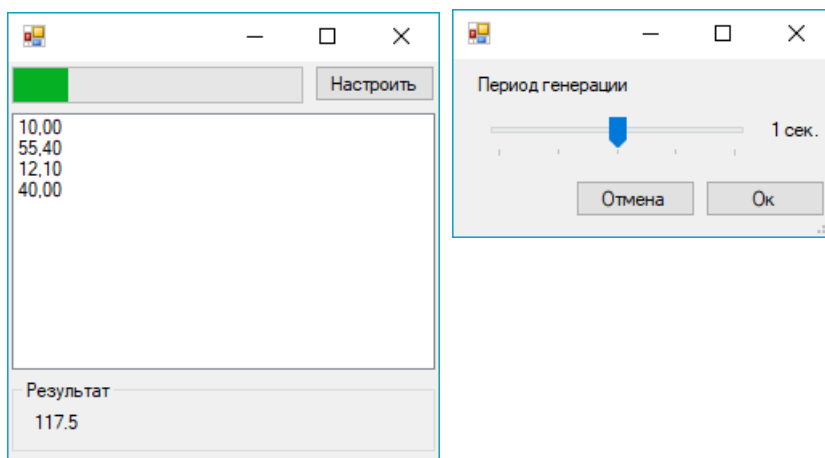 Настроить
10,00
55,40
12,10
40,00
Результат
117.5
Период генерации
1 сек.
Отмена
Ок